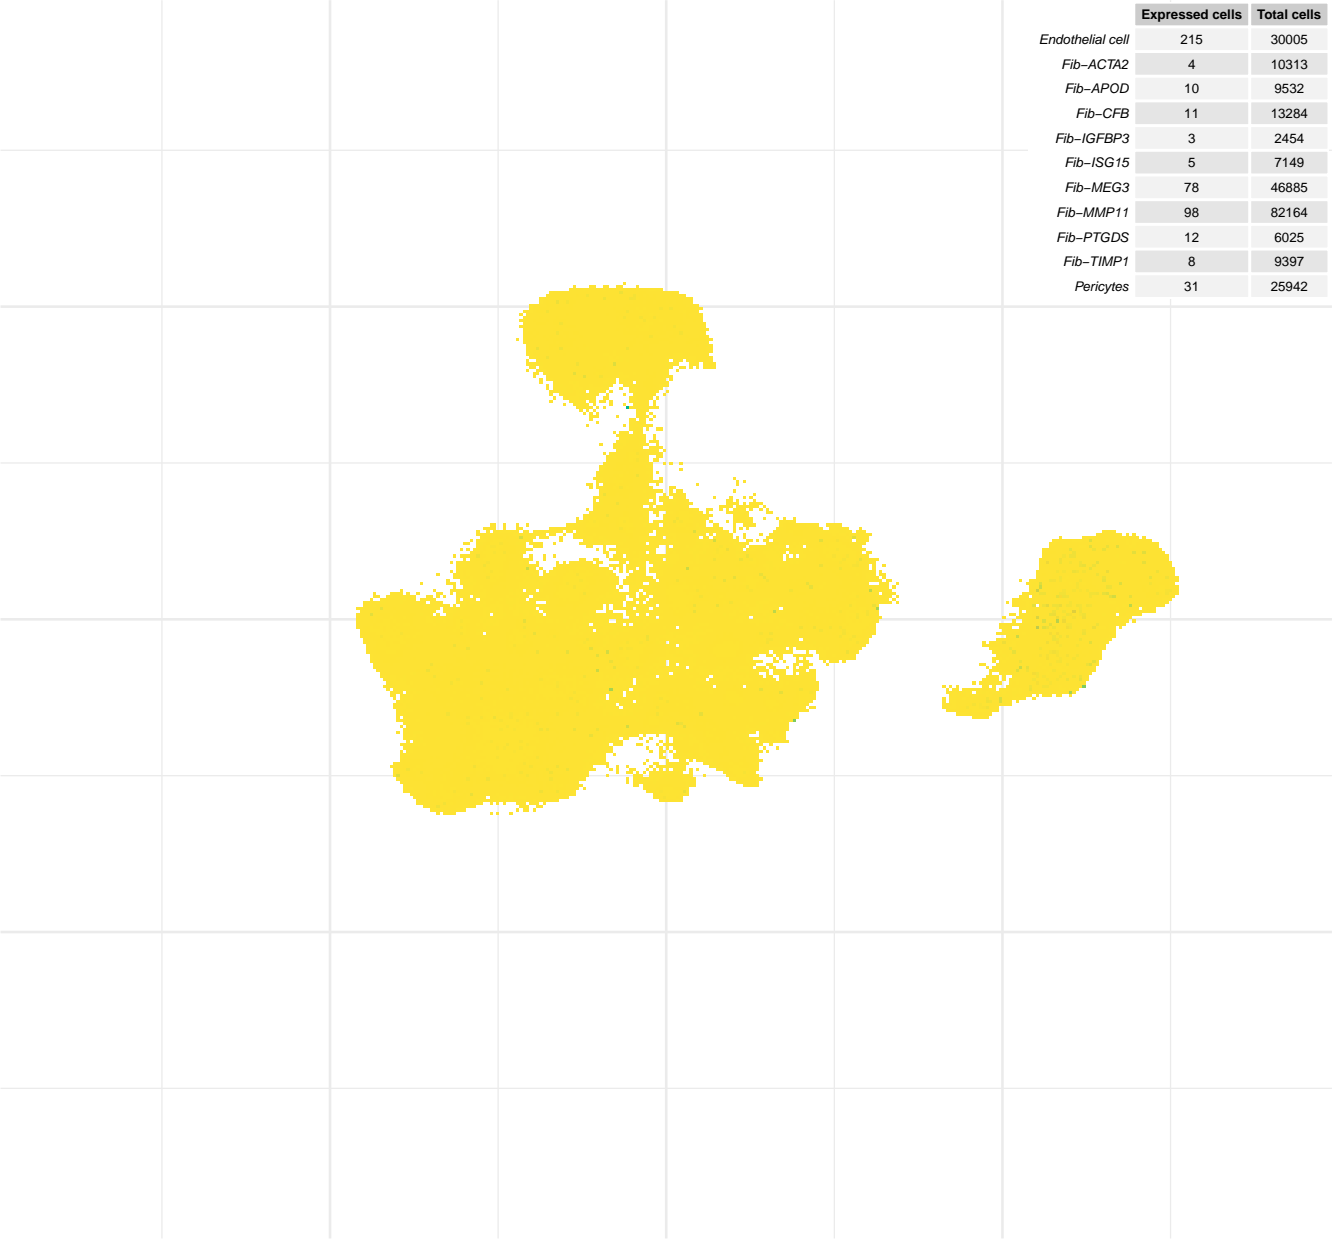 Expressed cells Total cells
Endothelial cell 215 30005
Fib−ACTA2 4 10313
Fib−APOD 10 9532
Fib−CFB 11 13284
Fib−IGFBP3 3 2454
Fib−ISG15 5 7149
Fib−MEG3 78 46885
Fib−MMP11 98 82164
Fib−PTGDS 12 6025
Fib−TIMP1 8 9397
Pericytes 31 25942